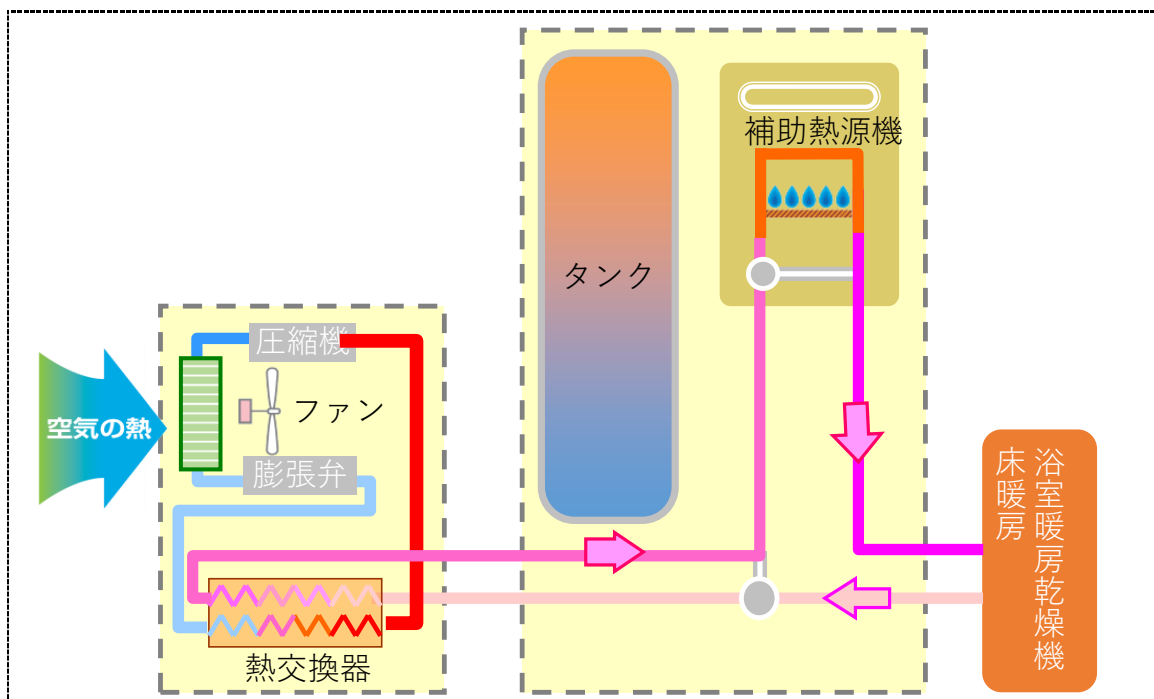 補助熱源機
タンク
圧縮機
ファン
空気の熱
膨張弁
浴室暖房乾燥機
床暖房
熱交換器